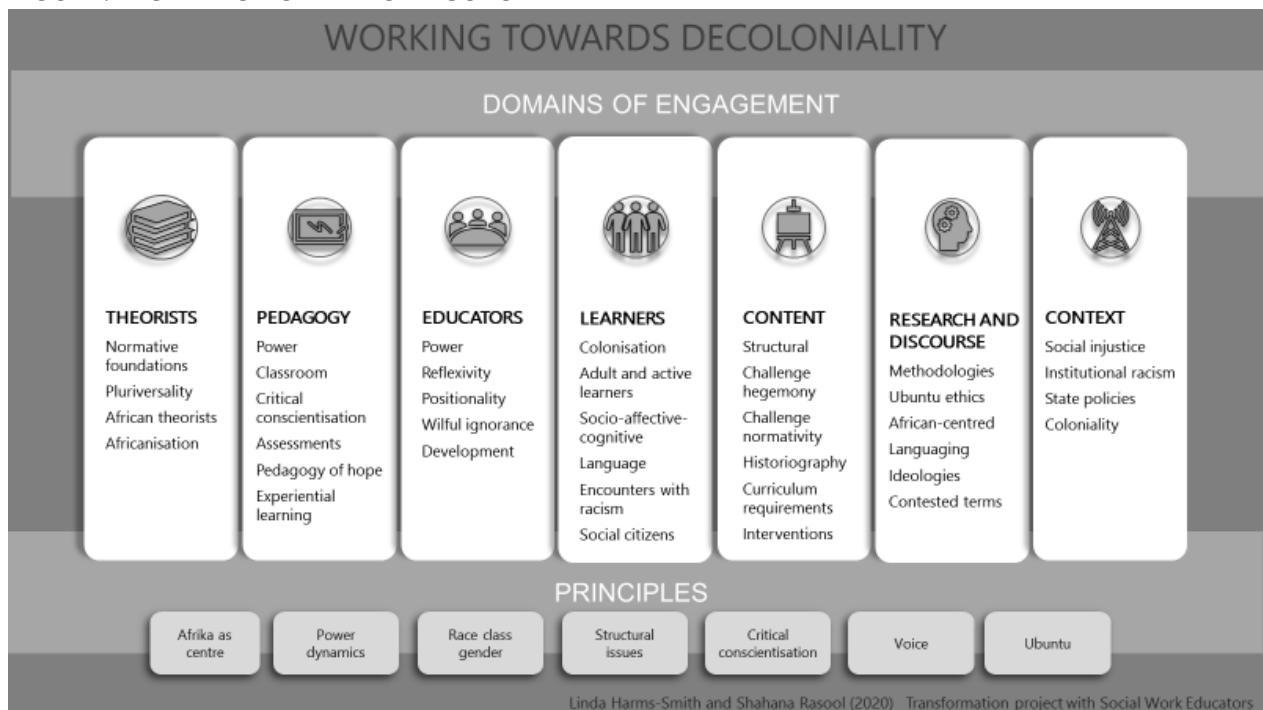 WORKING TOWARDS DECOLONIALITY
DOMAINS OF ENGAGEMENT
THEORISTS
Normative
foundations
Pluriversality
African theorists
Africanisation
PEDAGOGY
Power
Classroom
Critical
conscientisation
Assessments
Pedagogy of hope
Experiential
learning
EDUCATORS
Power
Reflexivity
Positionality
Wilful ignorance
Development
LEARNERS
Colonisation
Adult and active
learners
Socio-affective-
cognitive
Language
Encounters with
racism
Social citizens
CONTENT
Structural
Challenge
hegemony
Challenge
normativity
Historiography
Curriculum
requirements
Interventions
RESEARCH AND
DISCOURSE
Methodologies
Ubuntu ethics
African-centred
Languaging
Ideologies
Contested terms
CONTEXT
Social injustice
Institutional racism
State policies
Coloniality
PRINCIPLES
Afrika as
centre
Power
dynamics
Race class
gender
Structural
issues
Critical
conscientisation
Voice
Ubuntu
Linda Harms-Smith and Shahana Rasool (2020) Transformation project with Social Work Educators